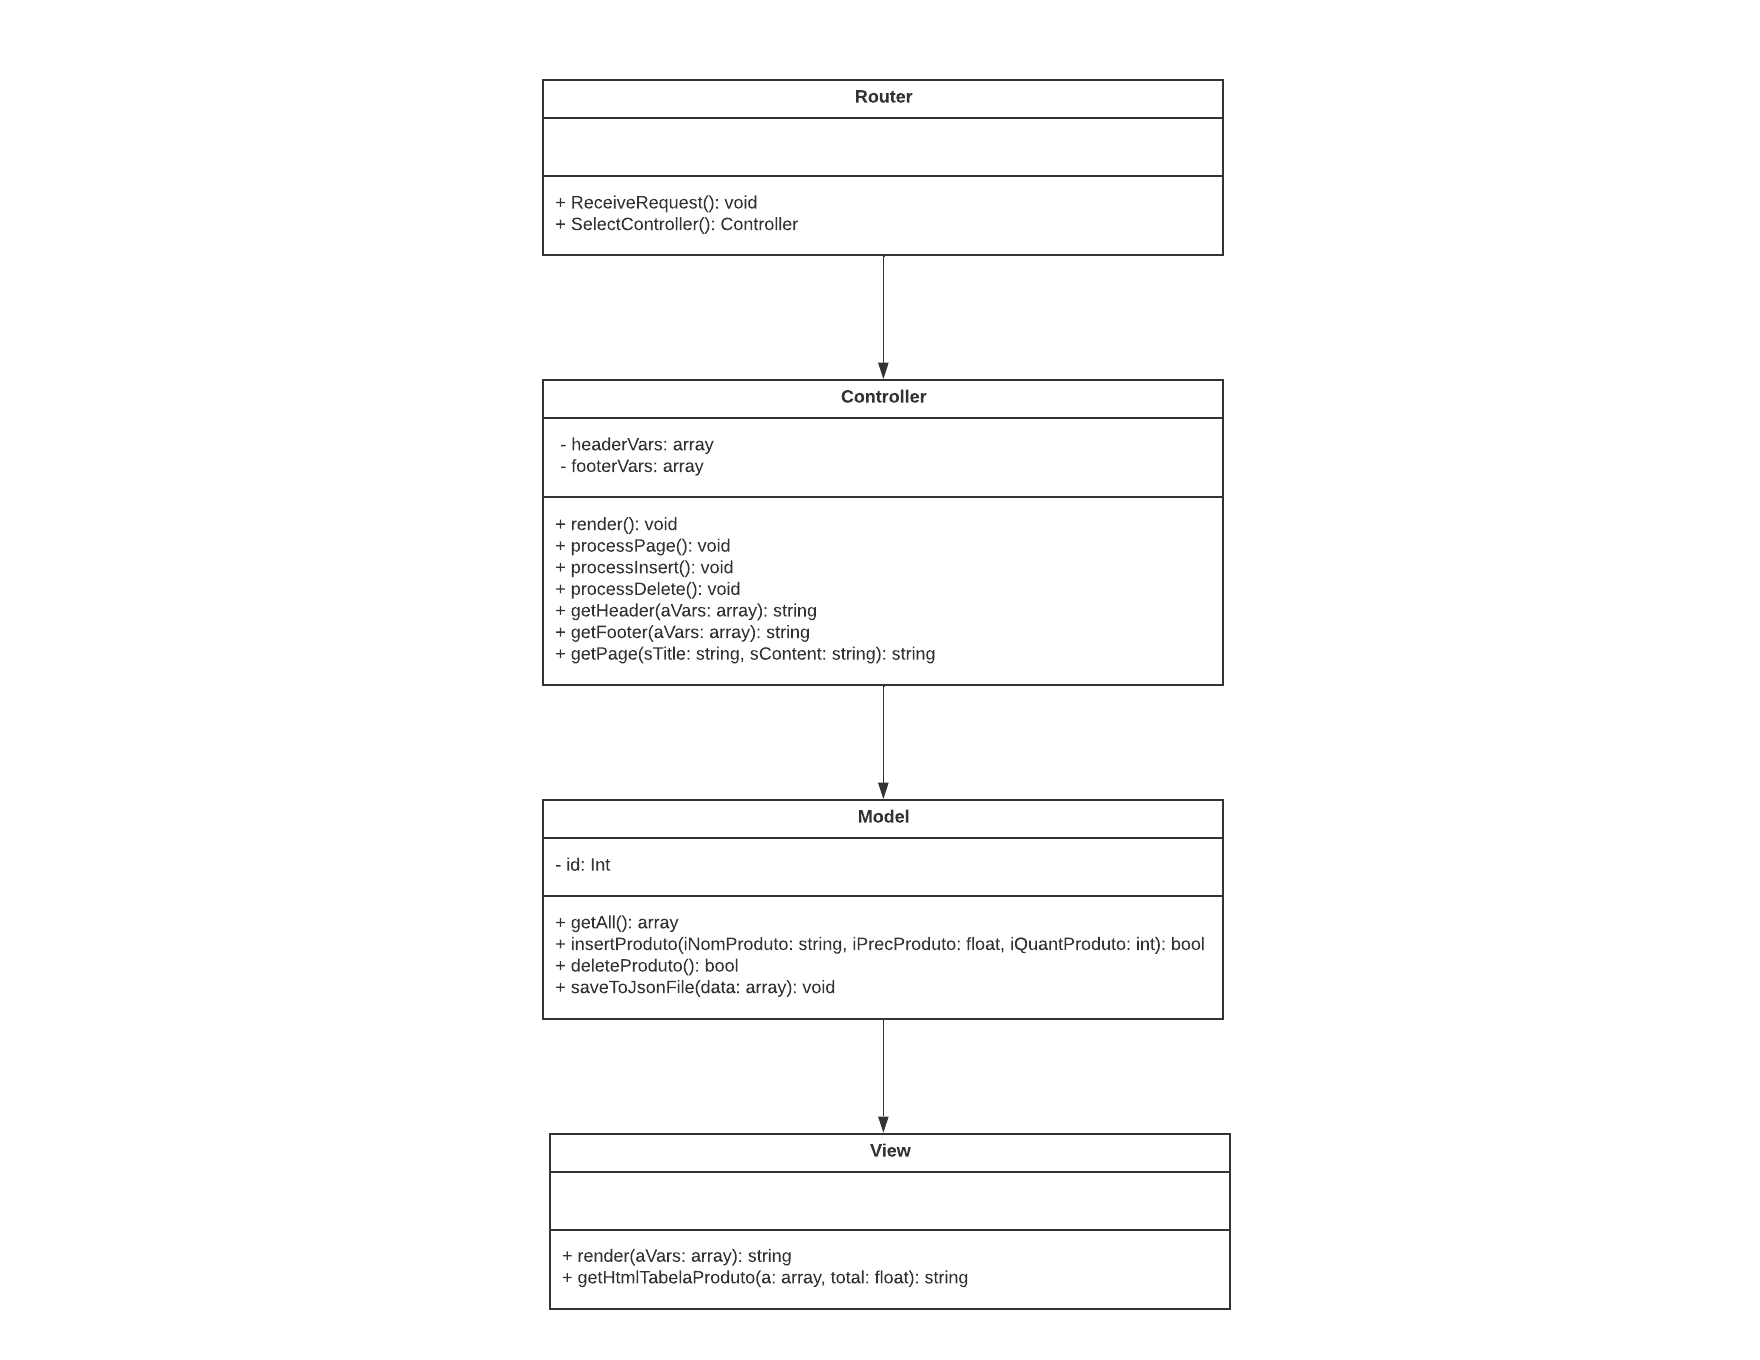 Router
+ ReceiveRequest(): void
+ SelectController(): Controller
Controller
- headerVars: array
- footerVars: array
+ render(): void
+ processPage(): void
+ processInsert(): void
+ processDelete(): void
+ getHeader(aVars: array): string
+ getFooter(aVars: array): string
+ getPage(sTitle: string, sContent: string): string
Model
- id: Int
+ getAll(): array
+ insertProduto(iNomProduto: string, iPrecProduto: float, iQuantProduto: int): bool
+ deleteProduto(): bool
+ saveToJsonFile(data: array): void
View
+ render(aVars: array): string
+ getHtmlTabelaProduto(a: array, total: float): string